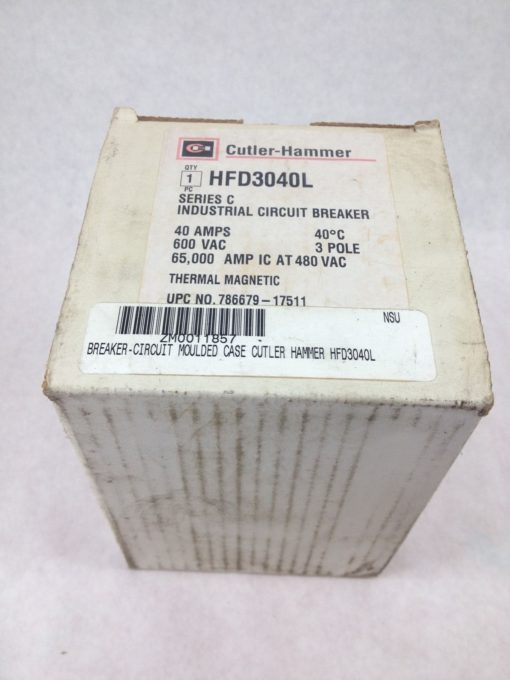 Cutler-Hammer
QTY
1 HFD3040L
PC
SERIES C
INDUSTRIAL CIRCUIT BREAKER
40 AMPS 40°C
600 VAC 3 POLE
65,000 AMP IC AT 480 VAC
THERMAL MAGNETIC
UPC NO. 786679-17511
NSU
ZM0011857
BREAKER-CIRCUIT MOULDED CASE CUTLER HAMMER HFD3040L